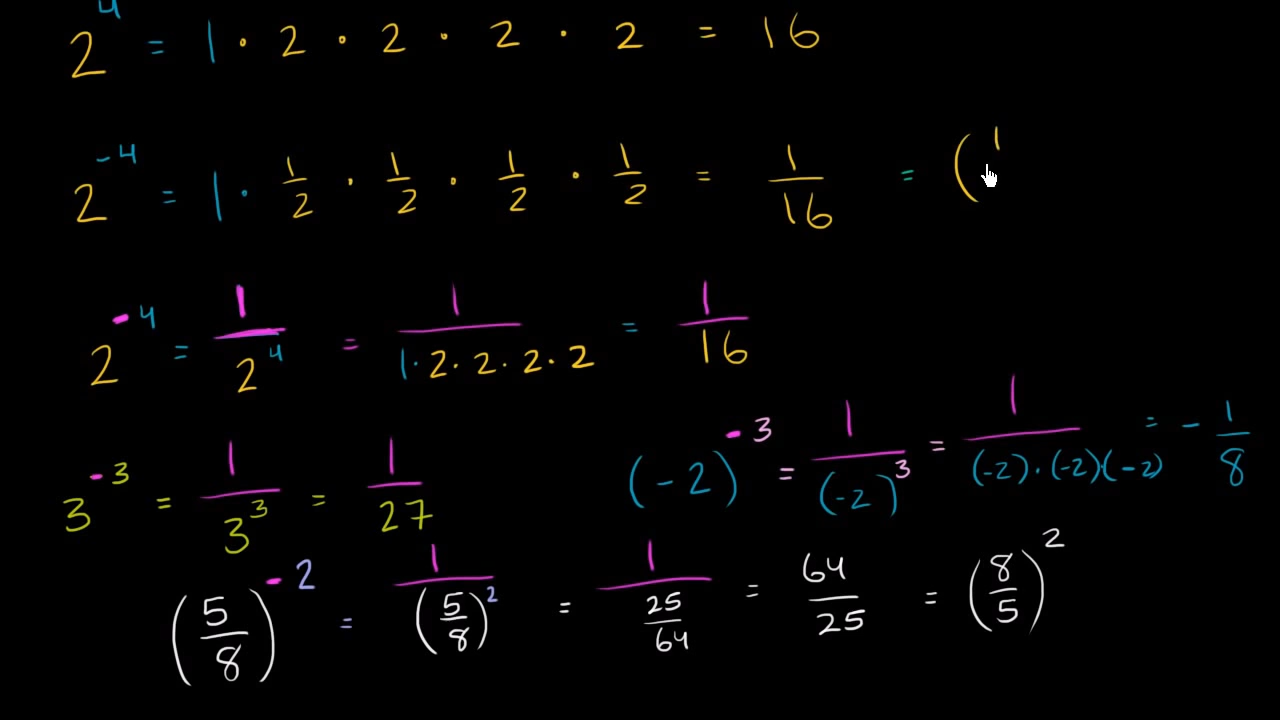 2^4 = 1 · 2 · 2 · 2 · 2 = 16
2^-4 = 1 · 1/2 · 1/2 · 1/2 · 1/2 = 1/16 = (1
2^-4 = 1/2^4 = 1/(1·2·2·2·2) = 1/16
3^-3 = 1/3^3 = 1/27
(-2)^-3 = 1/(-2)^3 = 1/((-2)·(-2)·(-2)) = -1/8
(5/8)^-2 = 1/(5/8)^2 = 1/(25/64) = 64/25 = (8/5)^2